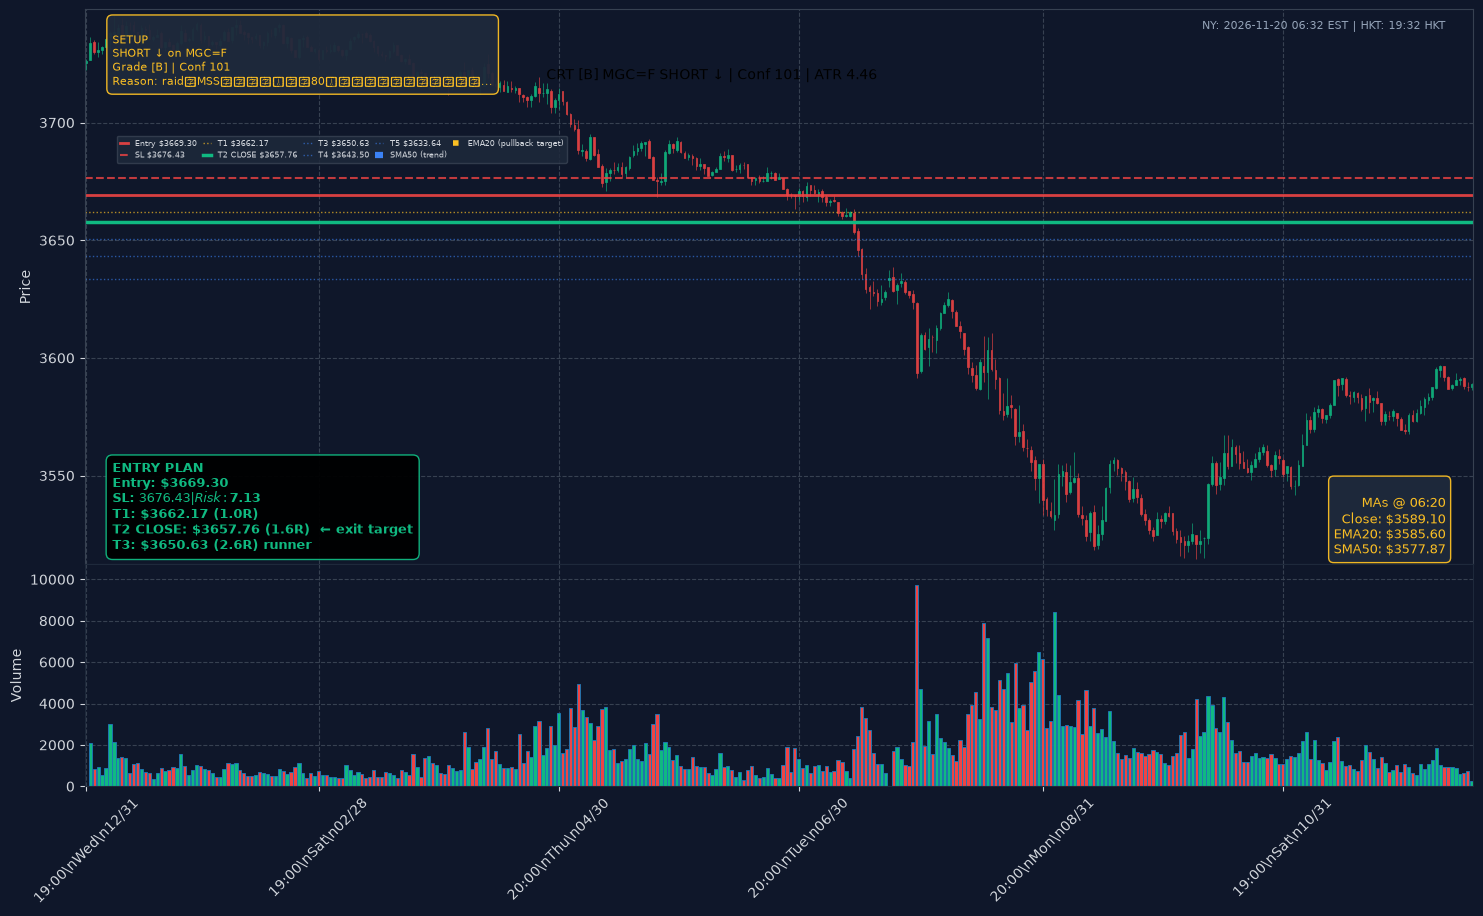 NY: 2026-11-20 06:32 EST | HKT: 19:32 HKT
SETUP
SHORT ↓ on MGC=F
Grade [B] | Conf 101
Reason: raid MSS 80 ...
CRT [B] MGC=F SHORT ↓ | Conf 101 | ATR 4.46
Entry $3669.30
SL $3676.43
T1 $3662.17
T2 CLOSE $3657.76
T3 $3650.63
T4 $3643.50
T5 $3633.64
SMA50 (trend)
EMA20 (pullback target)
Price
3700
3650
3600
3550
ENTRY PLAN
Entry: $3669.30
SL: 3676.43|Risk: 7.13
T1: $3662.17 (1.0R)
T2 CLOSE: $3657.76 (1.6R) ← exit target
T3: $3650.63 (2.6R) runner
MAs @ 06:20
Close: $3589.10
EMA20: $3585.60
SMA50: $3577.87
Volume
10000
8000
6000
4000
2000
0
19:00\nWed\n12/31
19:00\nSat\n02/28
20:00\nThu\n04/30
20:00\nTue\n06/30
20:00\nMon\n08/31
19:00\nSat\n10/31